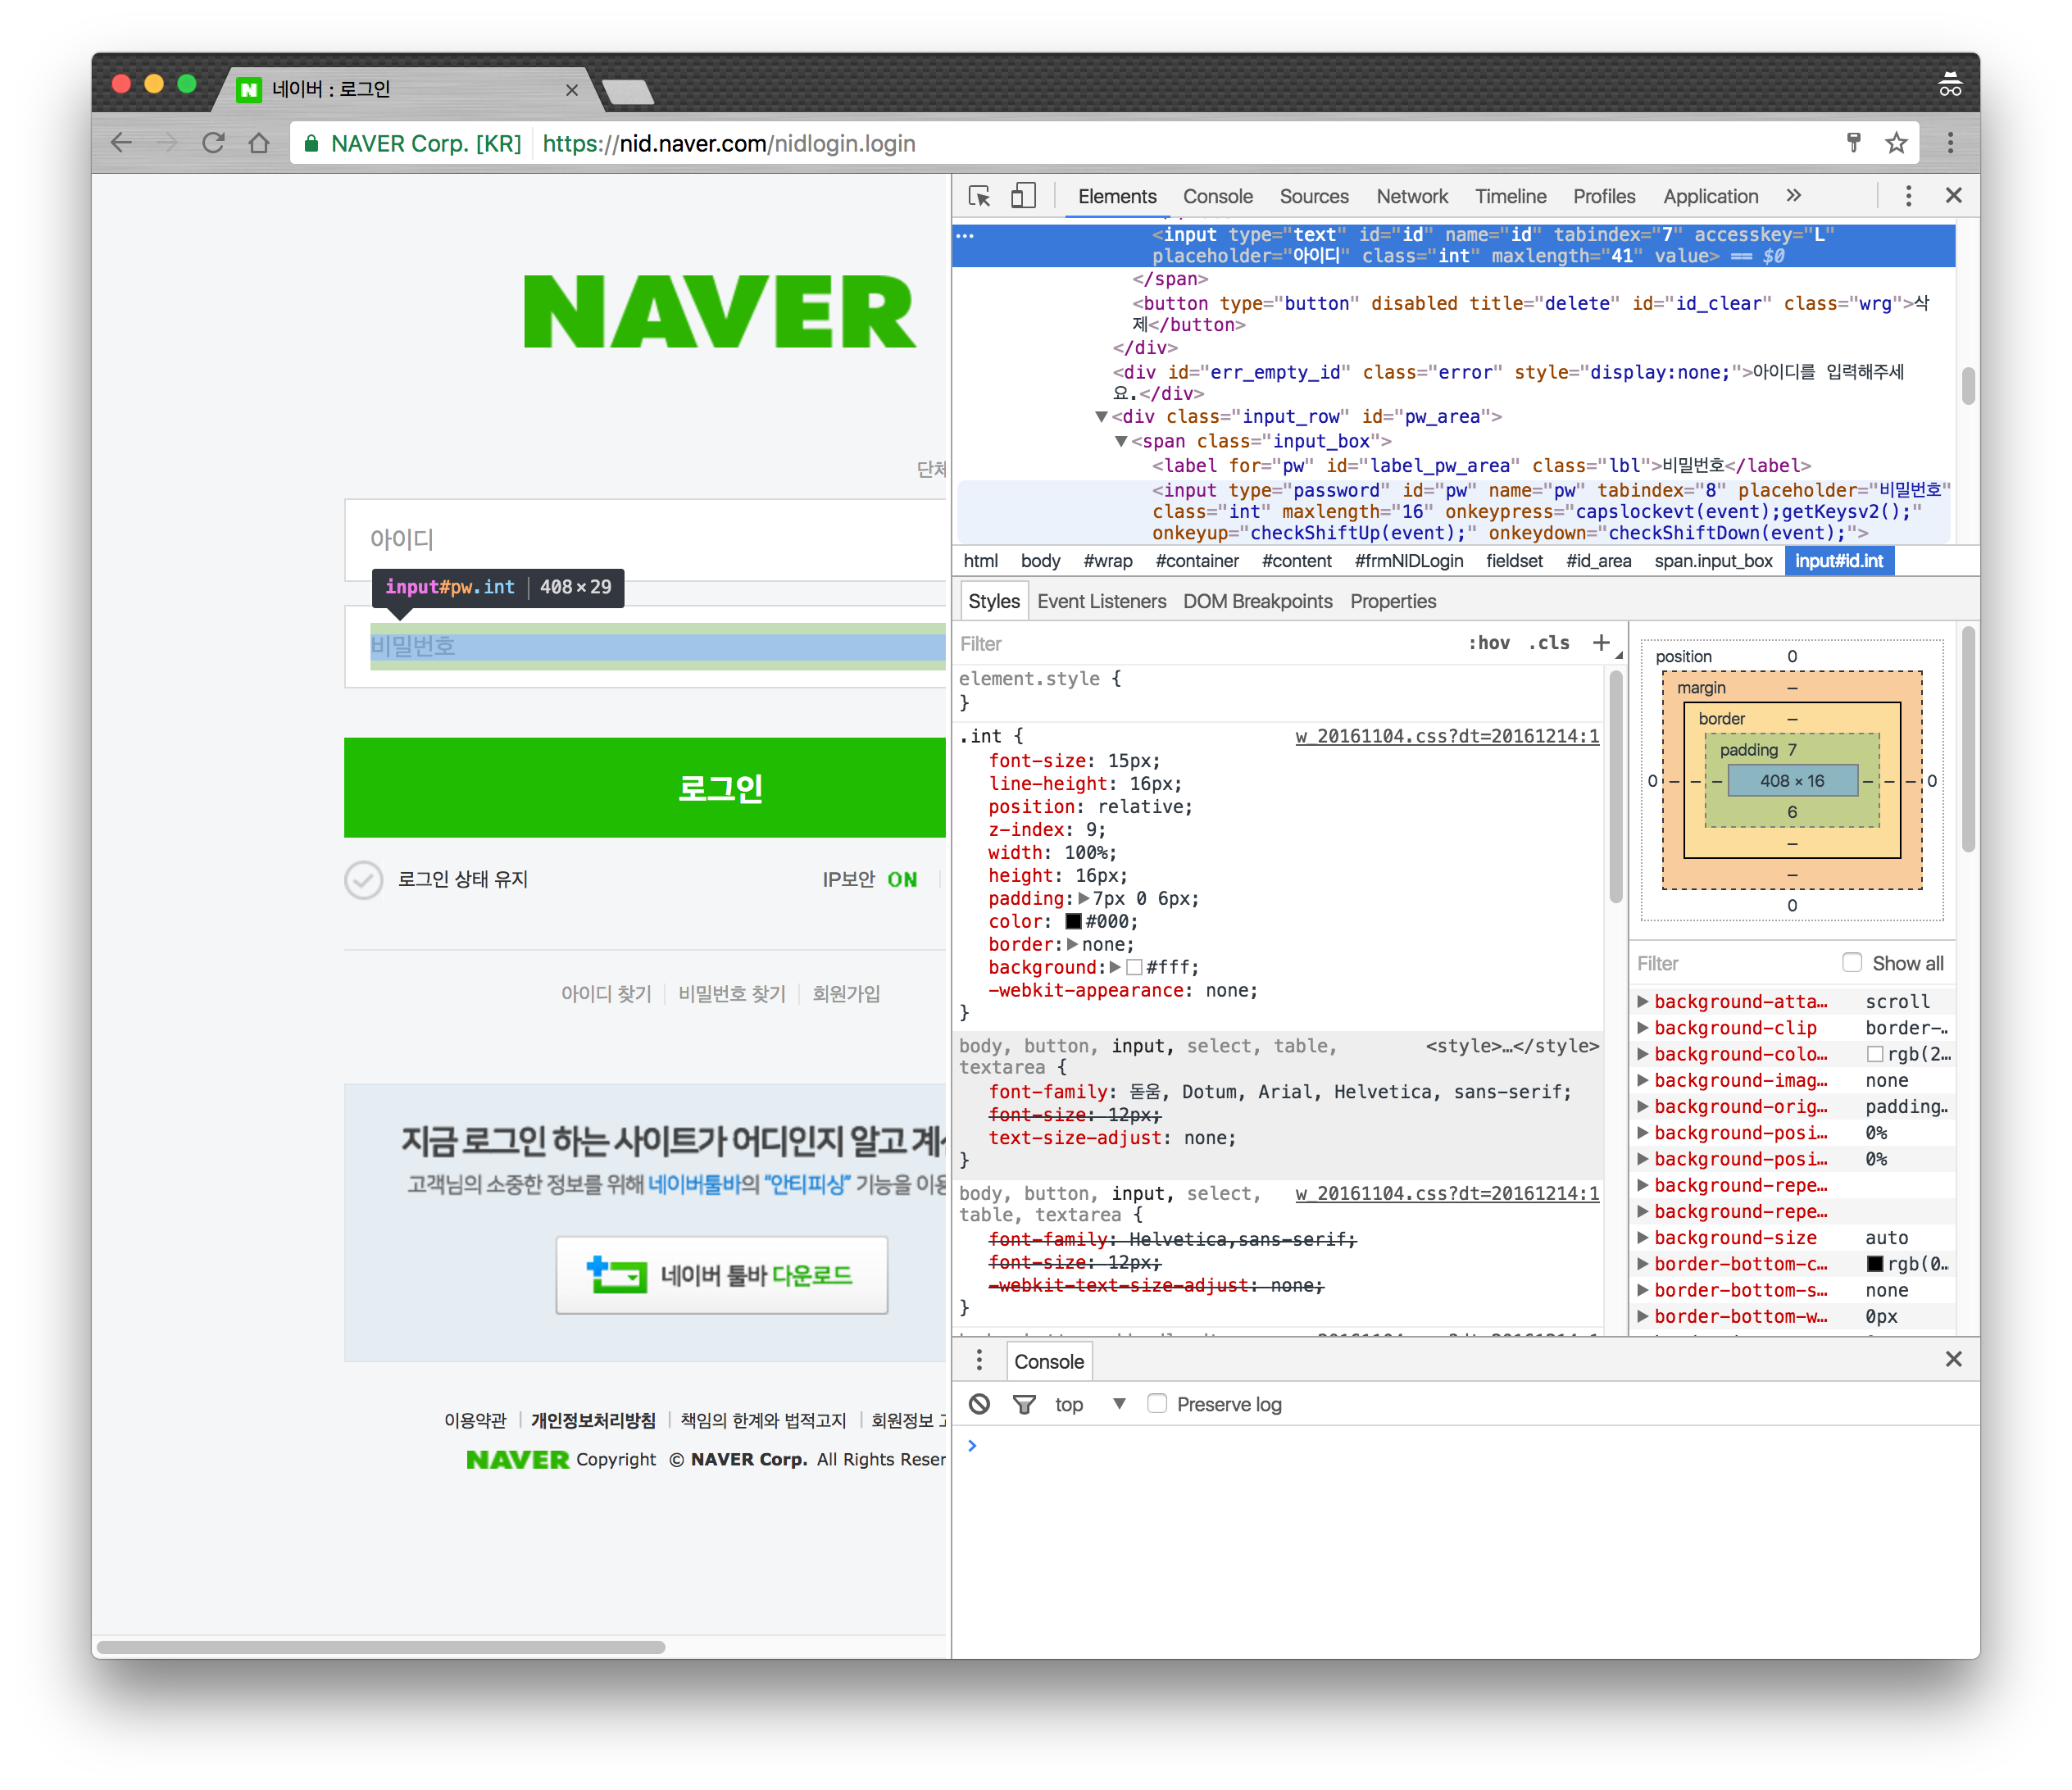 네이버 : 로그인
NAVER Corp. [KR] https://nid.naver.com/nidlogin.login
NAVER
단체
아이디
input#pw.int 408 × 29
비밀번호
로그인
로그인 상태 유지 IP보안 ON
아이디 찾기 비밀번호 찾기 회원가입
지금 로그인 하는 사이트가 어디인지 알고 계
고객님의 소중한 정보를 위해 네이버툴바의 “안티피싱” 기능을 이용
네이버 툴바 다운로드
이용약관 개인정보처리방침 책임의 한계와 법적고지 회원정보 고
NAVER Copyright © NAVER Corp. All Rights Reser
Elements Console Sources Network Timeline Profiles Application »
<input type="text" id="id" name="id" tabindex="7" accesskey="L"
placeholder="아이디" class="int" maxlength="41" value> == $0
</span>
<button type="button" disabled title="delete" id="id_clear" class="wrg">삭
제</button>
</div>
<div id="err_empty_id" class="error" style="display:none;">아이디를 입력해주세
요.</div>
<div class="input_row" id="pw_area">
<span class="input_box">
<label for="pw" id="label_pw_area" class="lbl">비밀번호</label>
<input type="password" id="pw" name="pw" tabindex="8" placeholder="비밀번호"
class="int" maxlength="16" onkeypress="capslockevt(event);getKeysv2();"
onkeyup="checkShiftUp(event);" onkeydown="checkShiftDown(event);">
html body #wrap #container #content #frmNIDLogin fieldset #id_area span.input_box input#id.int
Styles Event Listeners DOM Breakpoints Properties
Filter :hov .cls +
element.style {
}
.int { w_20161104.css?dt=20161214:1
font-size: 15px;
line-height: 16px;
position: relative;
z-index: 9;
width: 100%;
height: 16px;
padding: 7px 0 6px;
color: #000;
border: none;
background: #fff;
-webkit-appearance: none;
}
body, button, input, select, table, <style>…</style>
textarea {
font-family: 돋움, Dotum, Arial, Helvetica, sans-serif;
font-size: 12px;
text-size-adjust: none;
}
body, button, input, select, w_20161104.css?dt=20161214:1
table, textarea {
font-family: Helvetica,sans-serif;
font-size: 12px;
-webkit-text-size-adjust: none;
}
position 0
margin –
border –
padding 7
0 – – – 408 × 16 – – – 0
6
–
–
0
Filter Show all
background-atta… scroll
background-clip border-…
background-colo… rgb(2…
background-imag… none
background-orig… padding…
background-posi… 0%
background-posi… 0%
background-repe…
background-repe…
background-size auto
border-bottom-c… rgb(0…
border-bottom-s… none
border-bottom-w… 0px
Console
top Preserve log